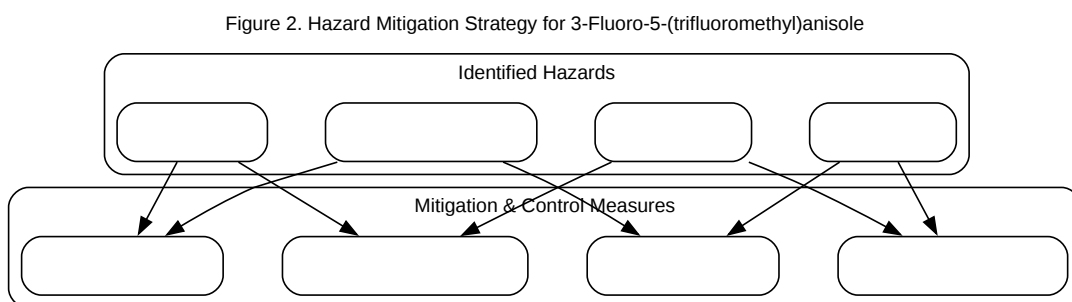 Figure 2. Hazard Mitigation Strategy for 3-Fluoro-5-(trifluoromethyl)anisole
Identified Hazards
Mitigation & Control Measures